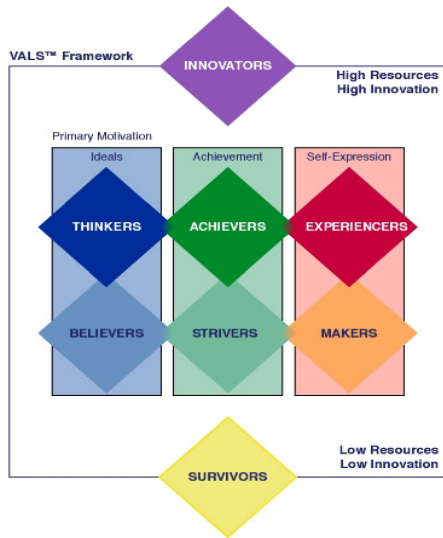 VALS™ Framework
INNOVATORS
High Resources
High Innovation
Primary Motivation
Ideals
Achievement
Self-Expression
THINKERS
ACHIEVERS
EXPERIENCERS
BELIEVERS
STRIVERS
MAKERS
Low Resources
Low Innovation
SURVIVORS